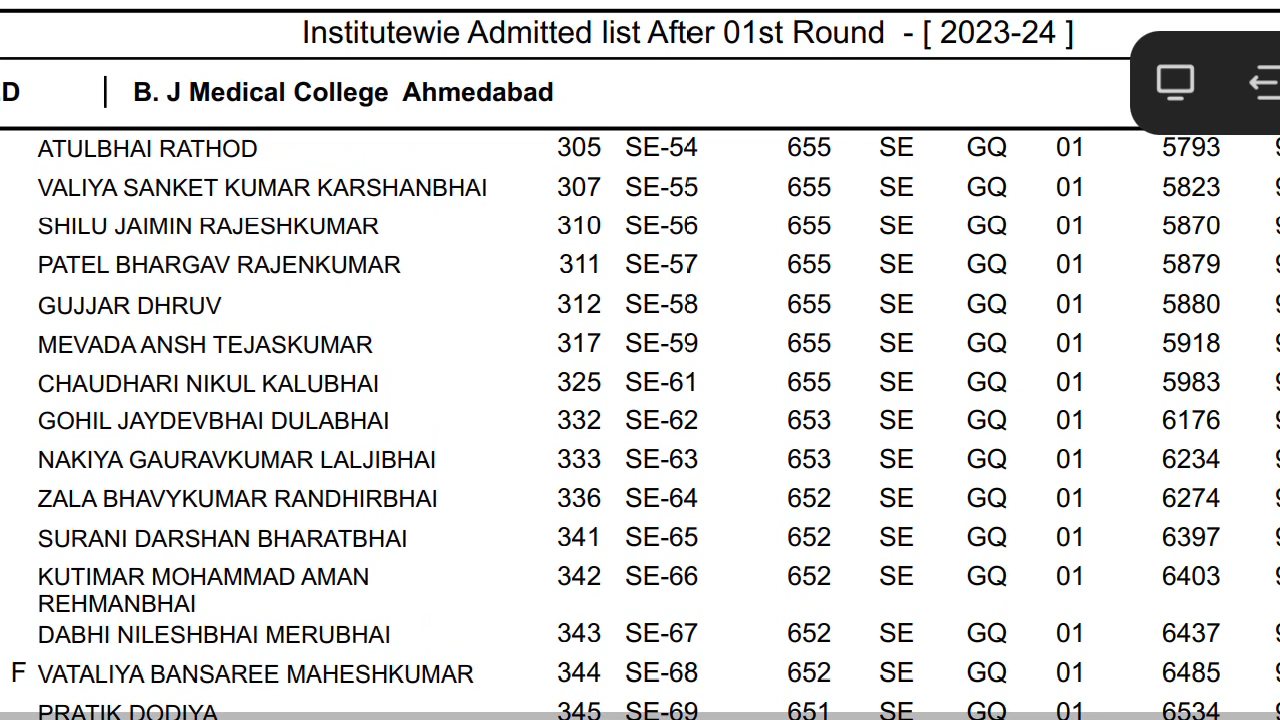 Institutewie Admitted list After 01st Round - [ 2023-24 ]
B. J Medical College Ahmedabad
ATULBHAI RATHOD 305 SE-54 655 SE GQ 01 5793
VALIYA SANKET KUMAR KARSHANBHAI 307 SE-55 655 SE GQ 01 5823
SHILU JAIMIN RAJESHKUMAR 310 SE-56 655 SE GQ 01 5870
PATEL BHARGAV RAJENKUMAR 311 SE-57 655 SE GQ 01 5879
GUJJAR DHRUV 312 SE-58 655 SE GQ 01 5880
MEVADA ANSH TEJASKUMAR 317 SE-59 655 SE GQ 01 5918
CHAUDHARI NIKUL KALUBHAI 325 SE-61 655 SE GQ 01 5983
GOHIL JAYDEVBHAI DULABHAI 332 SE-62 653 SE GQ 01 6176
NAKIYA GAURAVKUMAR LALJIBHAI 333 SE-63 653 SE GQ 01 6234
ZALA BHAVYKUMAR RANDHIRBHAI 336 SE-64 652 SE GQ 01 6274
SURANI DARSHAN BHARATBHAI 341 SE-65 652 SE GQ 01 6397
KUTIMAR MOHAMMAD AMAN 342 SE-66 652 SE GQ 01 6403
REHMANBHAI
DABHI NILESHBHAI MERUBHAI 343 SE-67 652 SE GQ 01 6437
F VATALIYA BANSAREE MAHESHKUMAR 344 SE-68 652 SE GQ 01 6485
PRATIK DODIYA 345 SE-69 651 SE GQ 01 6534